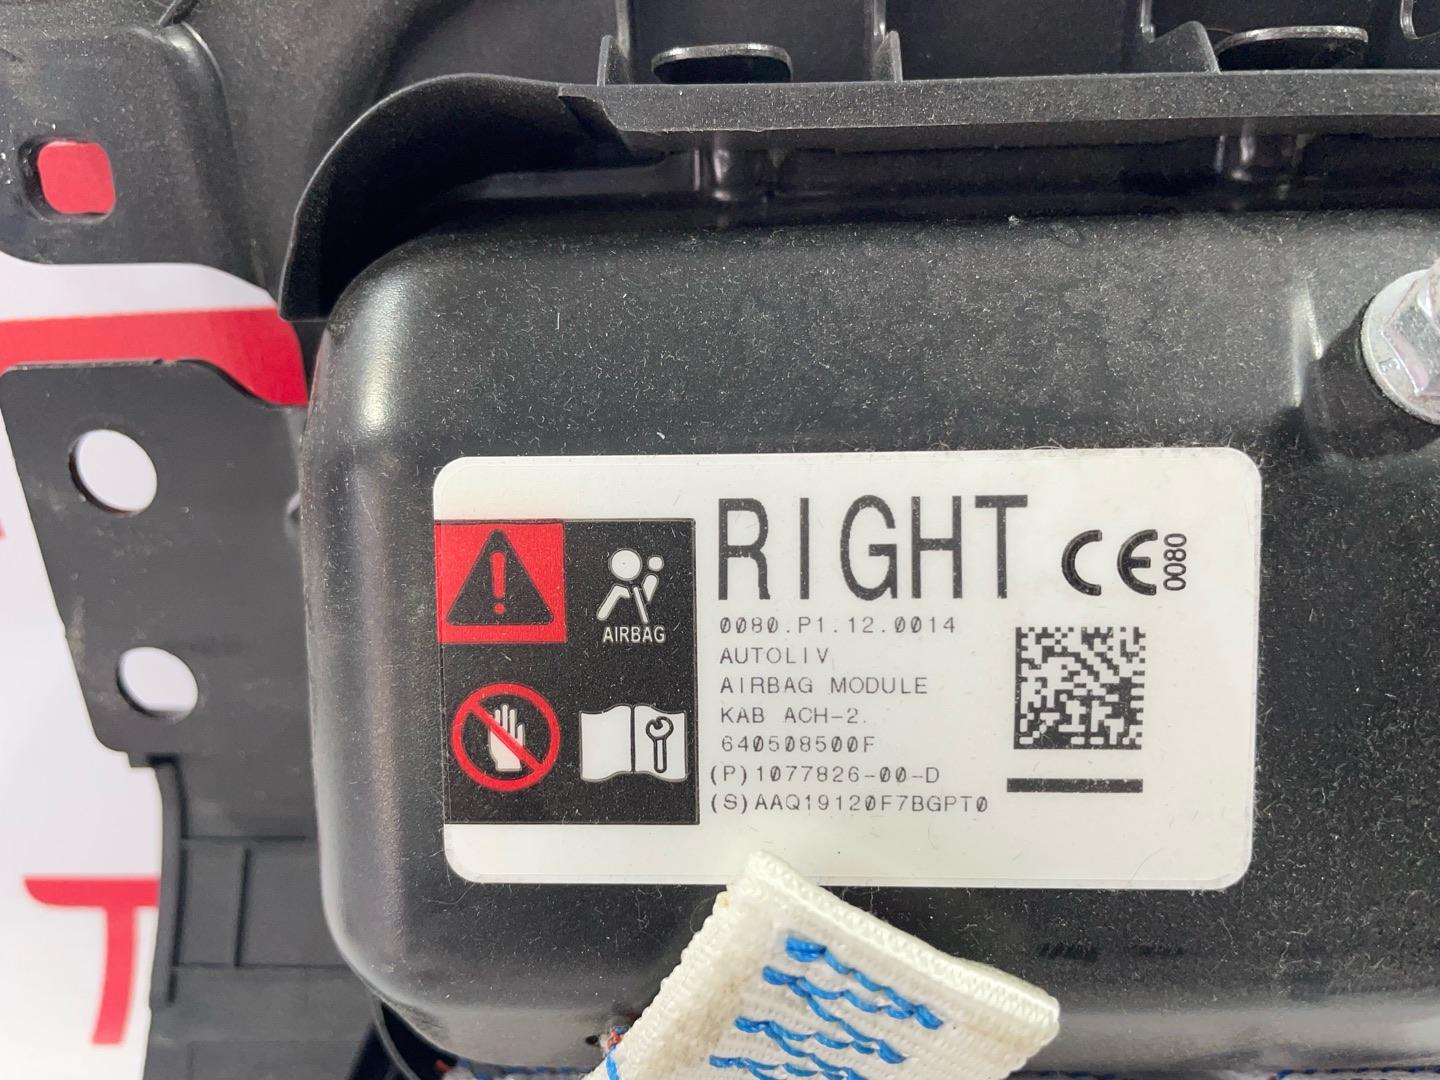 RIGHT
CE
0080
0080.P1.12.0014
AUTOLIV
AIRBAG MODULE
KAB ACH-2.
640508500F
(P)1077826-00-D
(S)AAQ19120F7BGPT0
AIRBAG